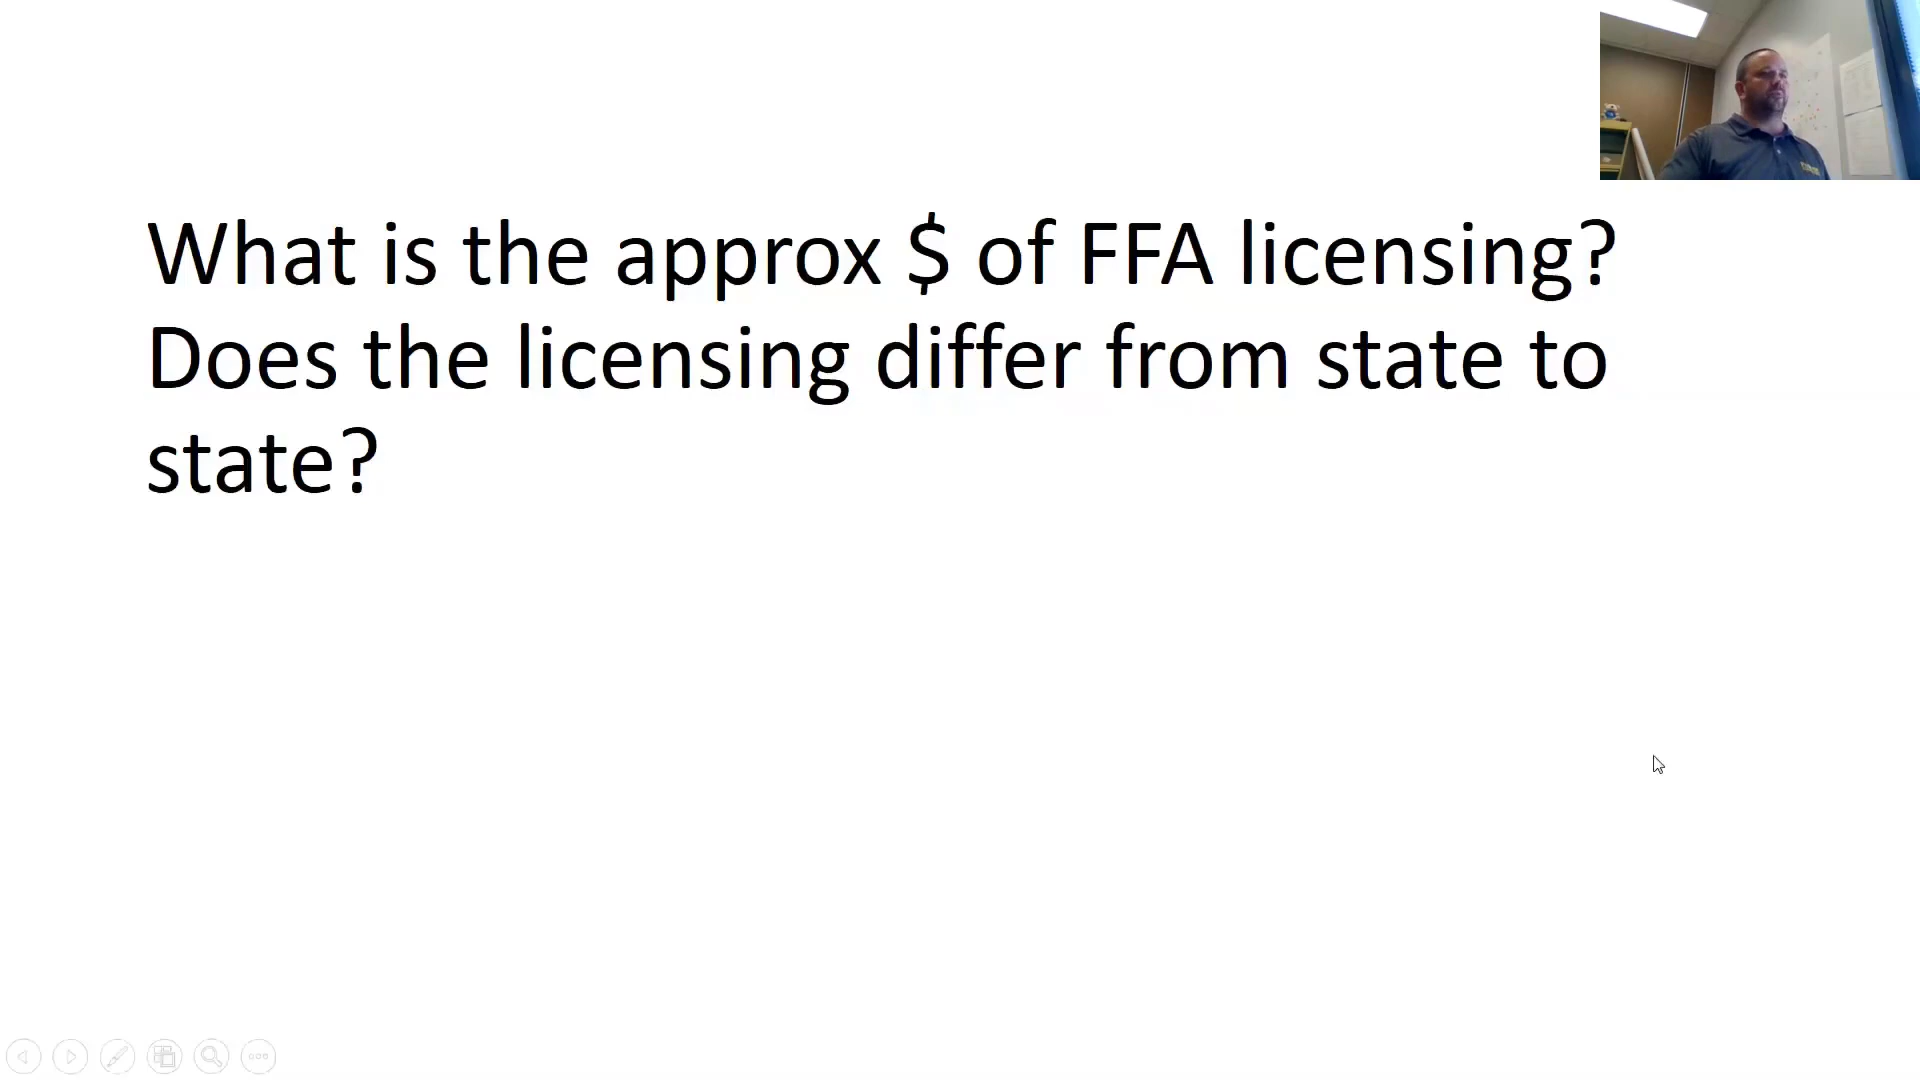 What is the approx $ of FFA licensing?
Does the licensing differ from state to
state?